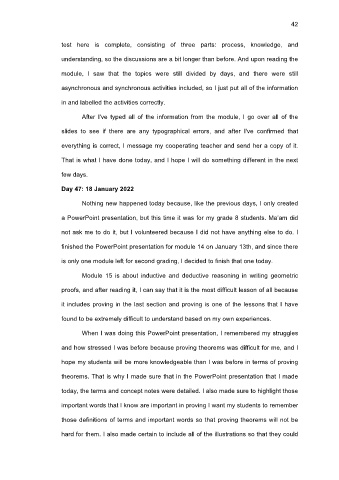 42
test here is complete, consisting of three parts: process, knowledge, and
understanding, so the discussions are a bit longer than before. And upon reading the
module, I saw that the topics were still divided by days, and there were still
asynchronous and synchronous activities included, so I just put all of the information
in and labelled the activities correctly.
After I've typed all of the information from the module, I go over all of the
slides to see if there are any typographical errors, and after I've confirmed that
everything is correct, I message my cooperating teacher and send her a copy of it.
That is what I have done today, and I hope I will do something different in the next
few days.
Day 47: 18 January 2022
Nothing new happened today because, like the previous days, I only created
a PowerPoint presentation, but this time it was for my grade 8 students. Ma'am did
not ask me to do it, but I volunteered because I did not have anything else to do. I
finished the PowerPoint presentation for module 14 on January 13th, and since there
is only one module left for second grading, I decided to finish that one today.
Module 15 is about inductive and deductive reasoning in writing geometric
proofs, and after reading it, I can say that it is the most difficult lesson of all because
it includes proving in the last section and proving is one of the lessons that I have
found to be extremely difficult to understand based on my own experiences.
When I was doing this PowerPoint presentation, I remembered my struggles
and how stressed I was before because proving theorems was difficult for me, and I
hope my students will be more knowledgeable than I was before in terms of proving
theorems. That is why I made sure that in the PowerPoint presentation that I made
today, the terms and concept notes were detailed. I also made sure to highlight those
important words that I know are important in proving I want my students to remember
those definitions of terms and important words so that proving theorems will not be
hard for them. I also made certain to include all of the illustrations so that they could